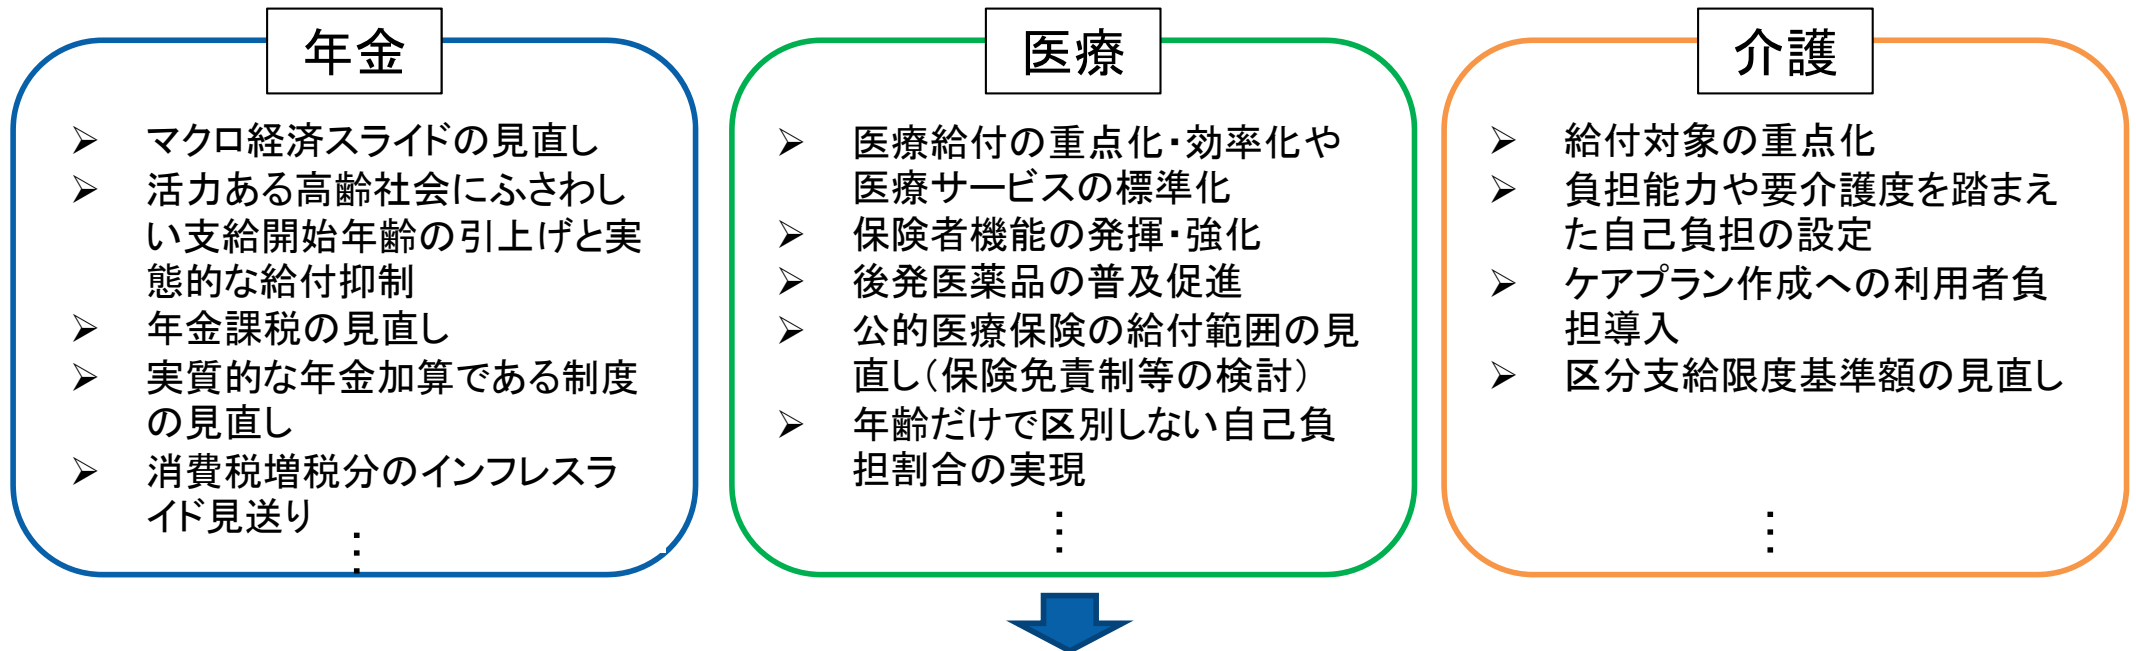 年金
➢ マクロ経済スライドの見直し
➢ 活力ある高齢社会にふさわし
い支給開始年齢の引上げと実
態的な給付抑制
➢ 年金課税の見直し
➢ 実質的な年金加算である制度
の見直し
➢ 消費税増税分のインフレスラ
イド見送り
⋮
医療
➢ 医療給付の重点化・効率化や
医療サービスの標準化
➢ 保険者機能の発揮・強化
➢ 後発医薬品の普及促進
➢ 公的医療保険の給付範囲の見
直し（保険免責制等の検討）
➢ 年齢だけで区別しない自己負
担割合の実現
⋮
介護
➢ 給付対象の重点化
➢ 負担能力や要介護度を踏まえ
た自己負担の設定
➢ ケアプラン作成への利用者負
担導入
➢ 区分支給限度基準額の見直し
⋮